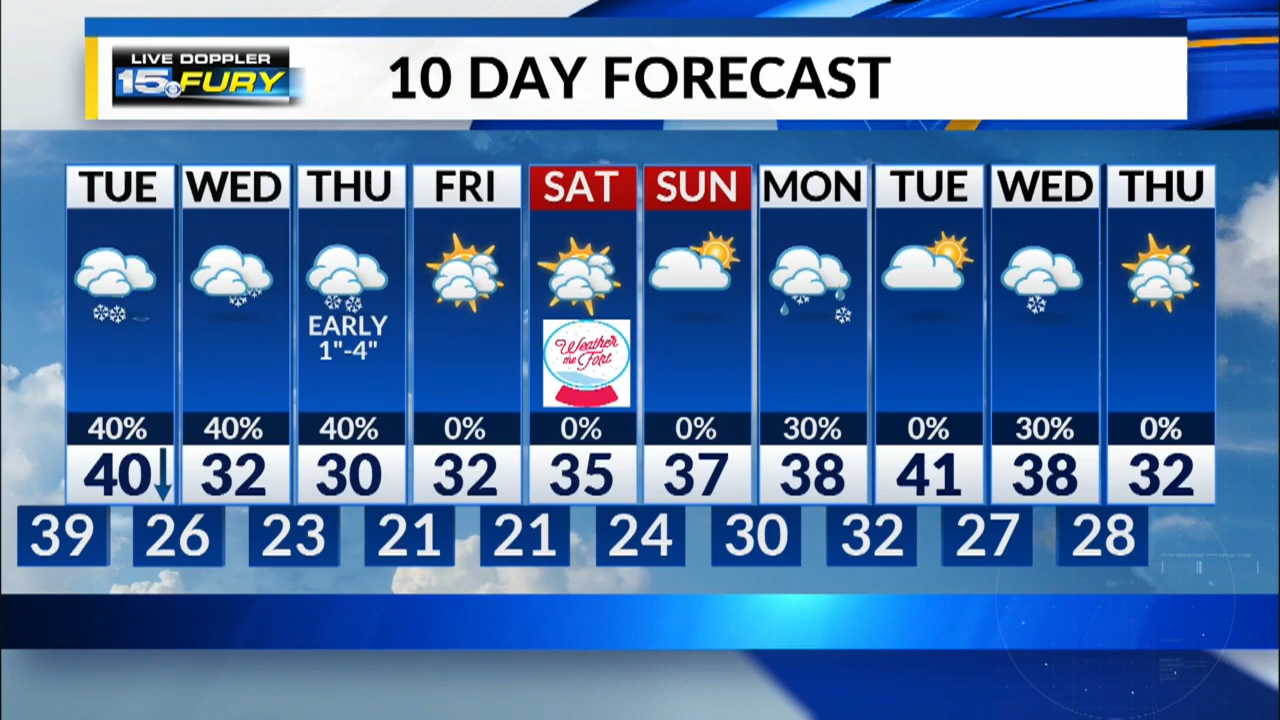 LIVE DOPPLER
15 FURY
10 DAY FORECAST
TUE WED THU FRI SAT SUN MON TUE WED THU
EARLY
1"-4"
Weather
the Fort
40% 40% 40% 0% 0% 0% 30% 0% 30% 0%
40 32 30 32 35 37 38 41 38 32
39 26 23 21 21 24 30 32 27 28